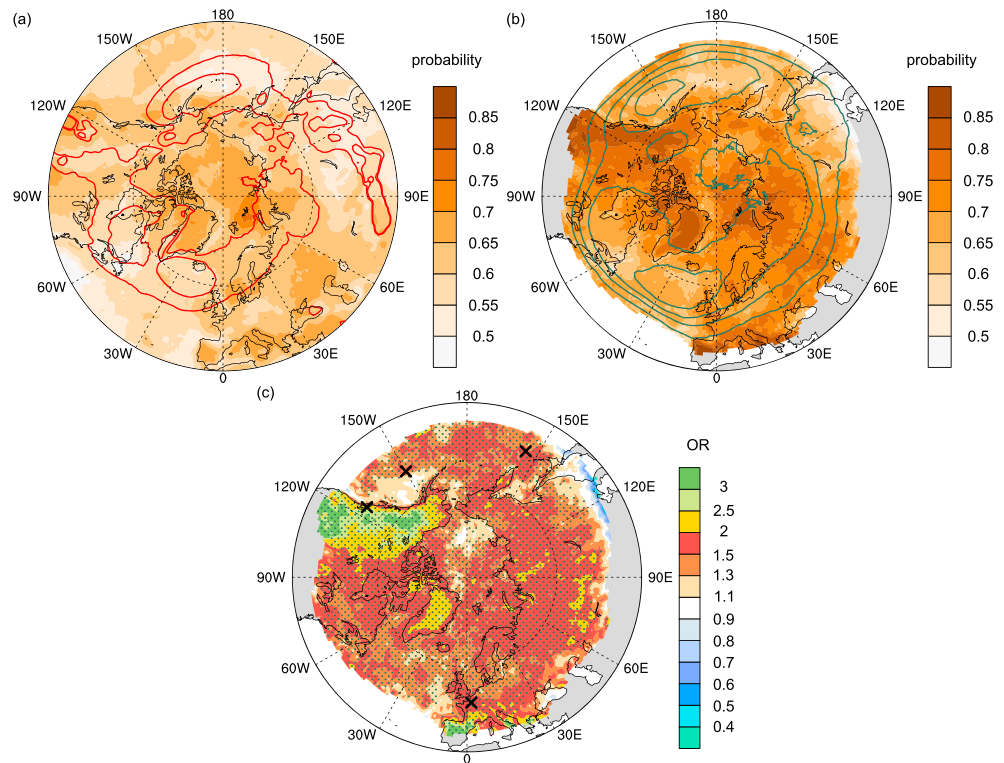 (a)
180
150W
150E
120W
120E
90W
90E
60W
60E
30W
30E
0
probability
0.85
0.8
0.75
0.7
0.65
0.6
0.55
0.5
(b)
180
150W
150E
120W
120E
90W
90E
60W
60E
30W
30E
0
probability
0.85
0.8
0.75
0.7
0.65
0.6
0.55
0.5
(c)
180
150W
150E
120W
120E
90W
90E
60W
60E
30W
30E
0
OR
3
2.5
2
1.5
1.3
1.1
0.9
0.8
0.7
0.6
0.5
0.4